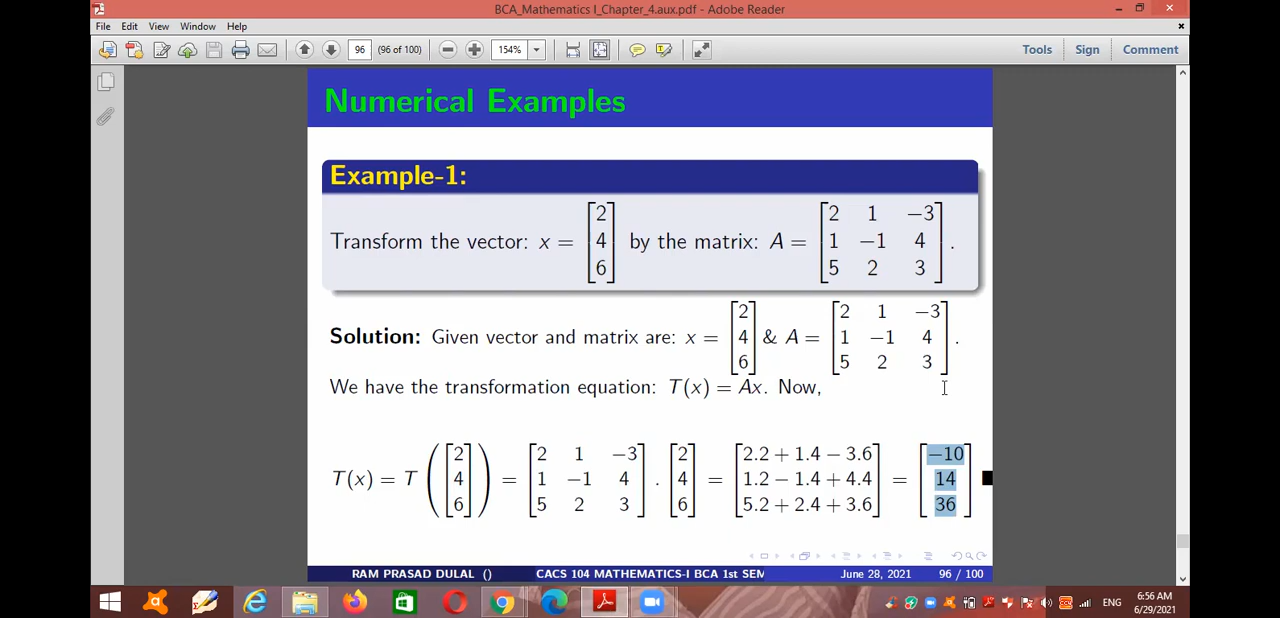 BCA_Mathematics I_Chapter_4.aux.pdf - Adobe Reader
File Edit View Window Help
96 (96 of 100) 154% Tools Sign Comment
Numerical Examples
Example-1:
Transform the vector: x = [2 4 6] by the matrix: A = [2 1 −3 1 −1 4 5 2 3].
Solution: Given vector and matrix are: x = [2 4 6] & A = [2 1 −3 1 −1 4 5 2 3].
We have the transformation equation: T(x) = Ax. Now,
T(x) = T ([2 4 6]) = [2 1 −3 1 −1 4 5 2 3] . [2 4 6] = [2.2 + 1.4 − 3.6 1.2 − 1.4 + 4.4 5.2 + 2.4 + 3.6] = [−10 14 36]
RAM PRASAD DULAL () CACS 104 MATHEMATICS-I BCA 1st SEM June 28, 2021 96 / 100
ENG 6:56 AM
6/29/2021